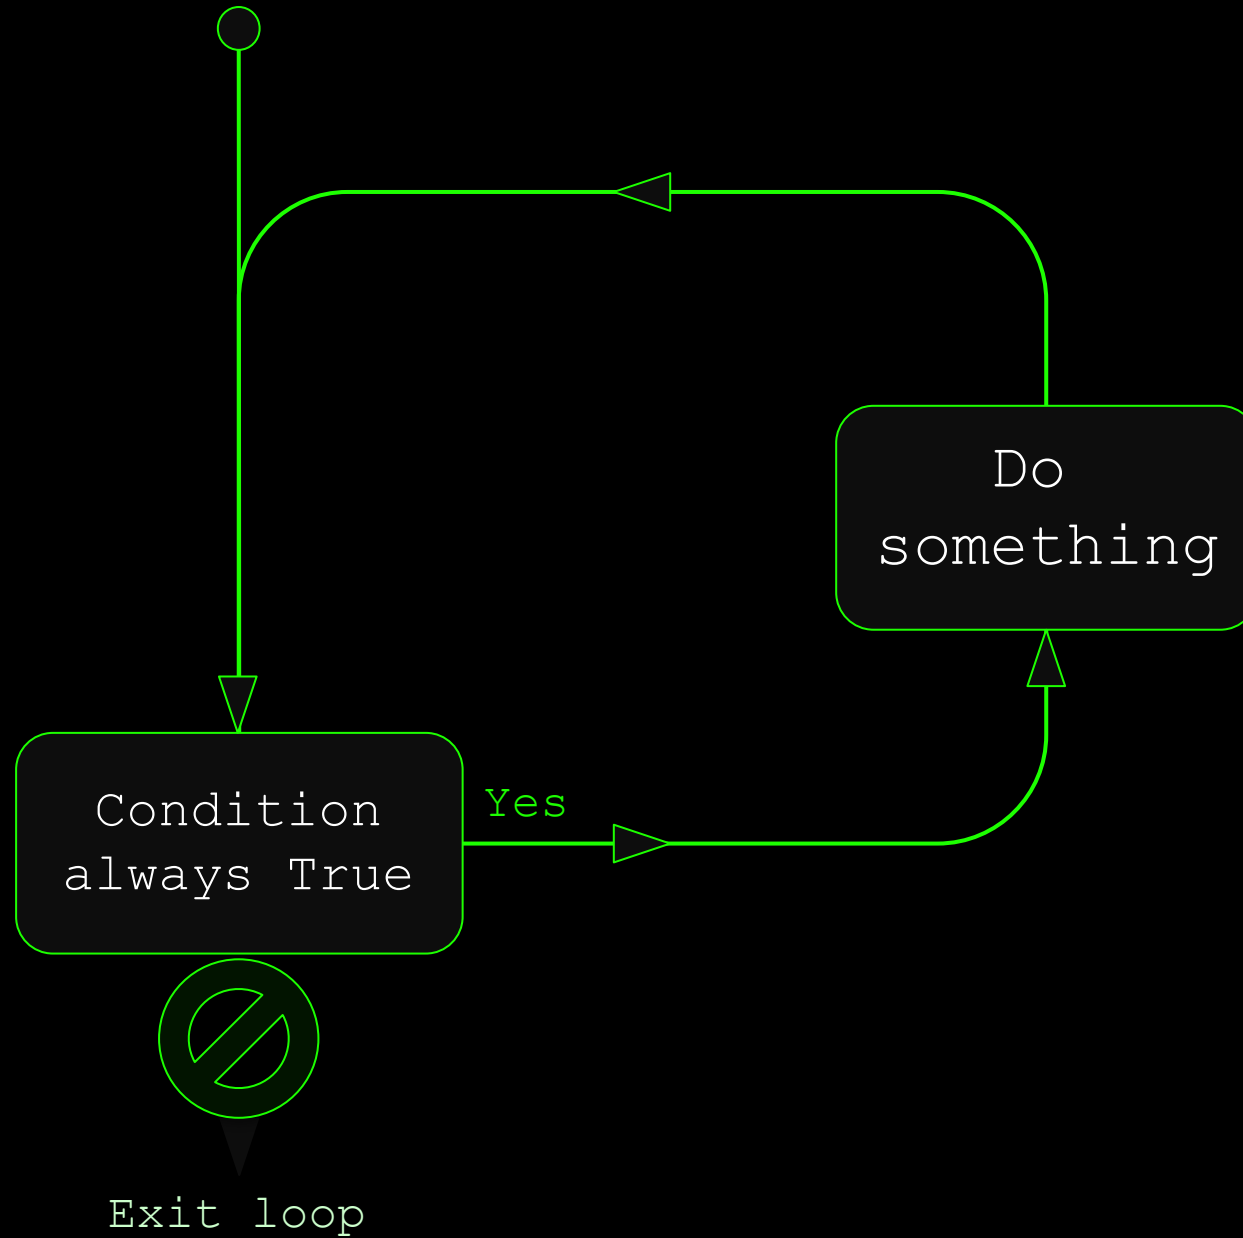 Do
something
Condition
always True
Yes
Exit loop